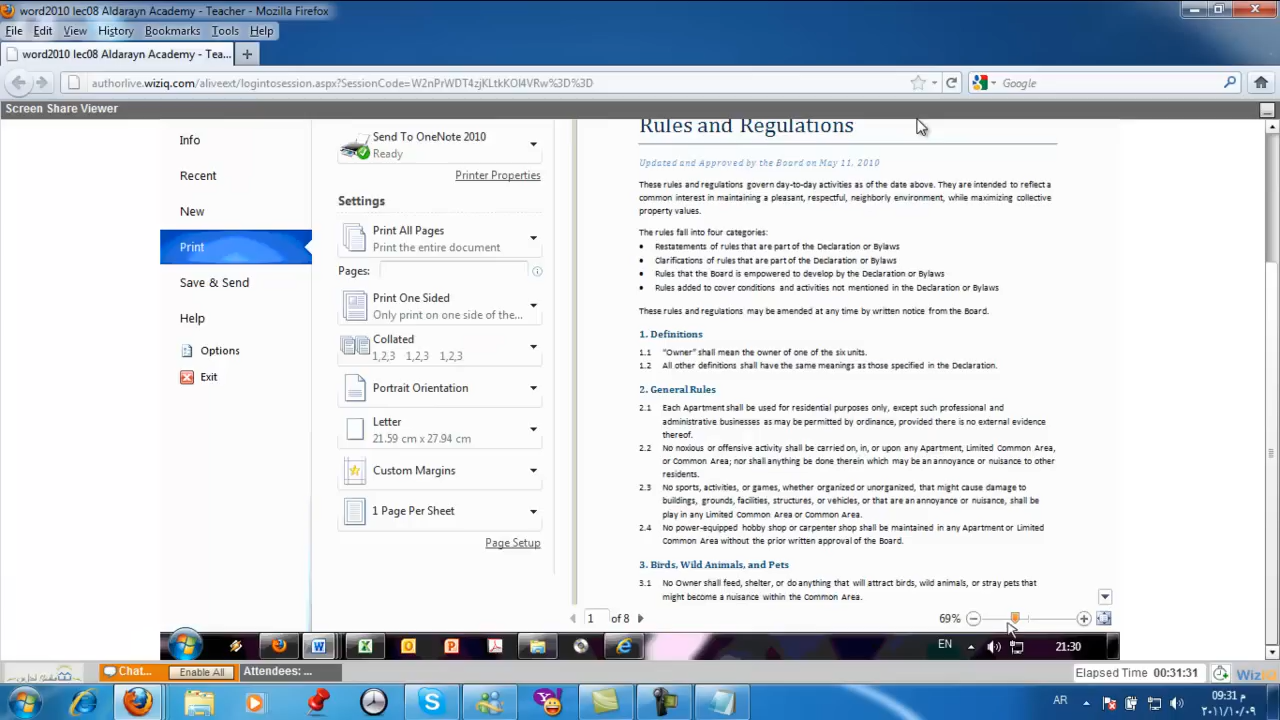 word2010 lec08 Aldarayn Academy - Teacher - Mozilla Firefox
File Edit View History Bookmarks Tools Help
word2010 lec08 Aldarayn Academy - Tea...
authorlive.wiziq.com/aliveext/logintosession.aspx?SessionCode=W2nPrWDT4zjKLtkKOl4VRw%3D%3D
Google
Screen Share Viewer
Info
Recent
New
Print
Save & Send
Help
Options
Exit
Send To OneNote 2010
Ready
Printer Properties
Settings
Print All Pages
Print the entire document
Pages:
Print One Sided
Only print on one side of the...
Collated
1,2,3 1,2,3 1,2,3
Portrait Orientation
Letter
21.59 cm x 27.94 cm
Custom Margins
1 Page Per Sheet
Page Setup
Rules and Regulations
Updated and Approved by the Board on May 11, 2010
These rules and regulations govern day-to-day activities as of the date above. They are intended to reflect a
common interest in maintaining a pleasant, respectful, neighborly environment, while maximizing collective
property values.
The rules fall into four categories:
• Restatements of rules that are part of the Declaration or Bylaws
• Clarifications of rules that are part of the Declaration or Bylaws
• Rules that the Board is empowered to develop by the Declaration or Bylaws
• Rules added to cover conditions and activities not mentioned in the Declaration or Bylaws
These rules and regulations may be amended at any time by written notice from the Board.
1. Definitions
1.1 “Owner” shall mean the owner of one of the six units.
1.2 All other definitions shall have the same meanings as those specified in the Declaration.
2. General Rules
2.1 Each Apartment shall be used for residential purposes only, except such professional and
administrative businesses as may be permitted by ordinance, provided there is no external evidence
thereof.
2.2 No noxious or offensive activity shall be carried on, in, or upon any Apartment, Limited Common Area,
or Common Area; nor shall anything be done therein which may be an annoyance or nuisance to other
residents.
2.3 No sports, activities, or games, whether organized or unorganized, that might cause damage to
buildings, grounds, facilities, structures, or vehicles, or that are an annoyance or nuisance, shall be
play in any Limited Common Area or Common Area.
2.4 No power-equipped hobby shop or carpenter shop shall be maintained in any Apartment or Limited
Common Area without the prior written approval of the Board.
3. Birds, Wild Animals, and Pets
3.1 No Owner shall feed, shelter, or do anything that will attract birds, wild animals, or stray pets that
might become a nuisance within the Common Area.
1 of 8
69%
EN
21:30
Chat...
Enable All
Attendees: ...
Elapsed Time 00:31:31
Wiz
AR
09:31 م
٢٠١١/١٠/٠٩